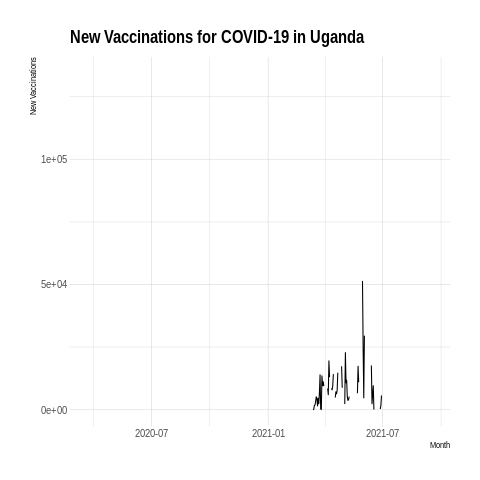 New Vaccinations for COVID-19 in Uganda
New Vaccinations
1e+05
5e+04
0e+00
2020-07
2021-01
2021-07
Month